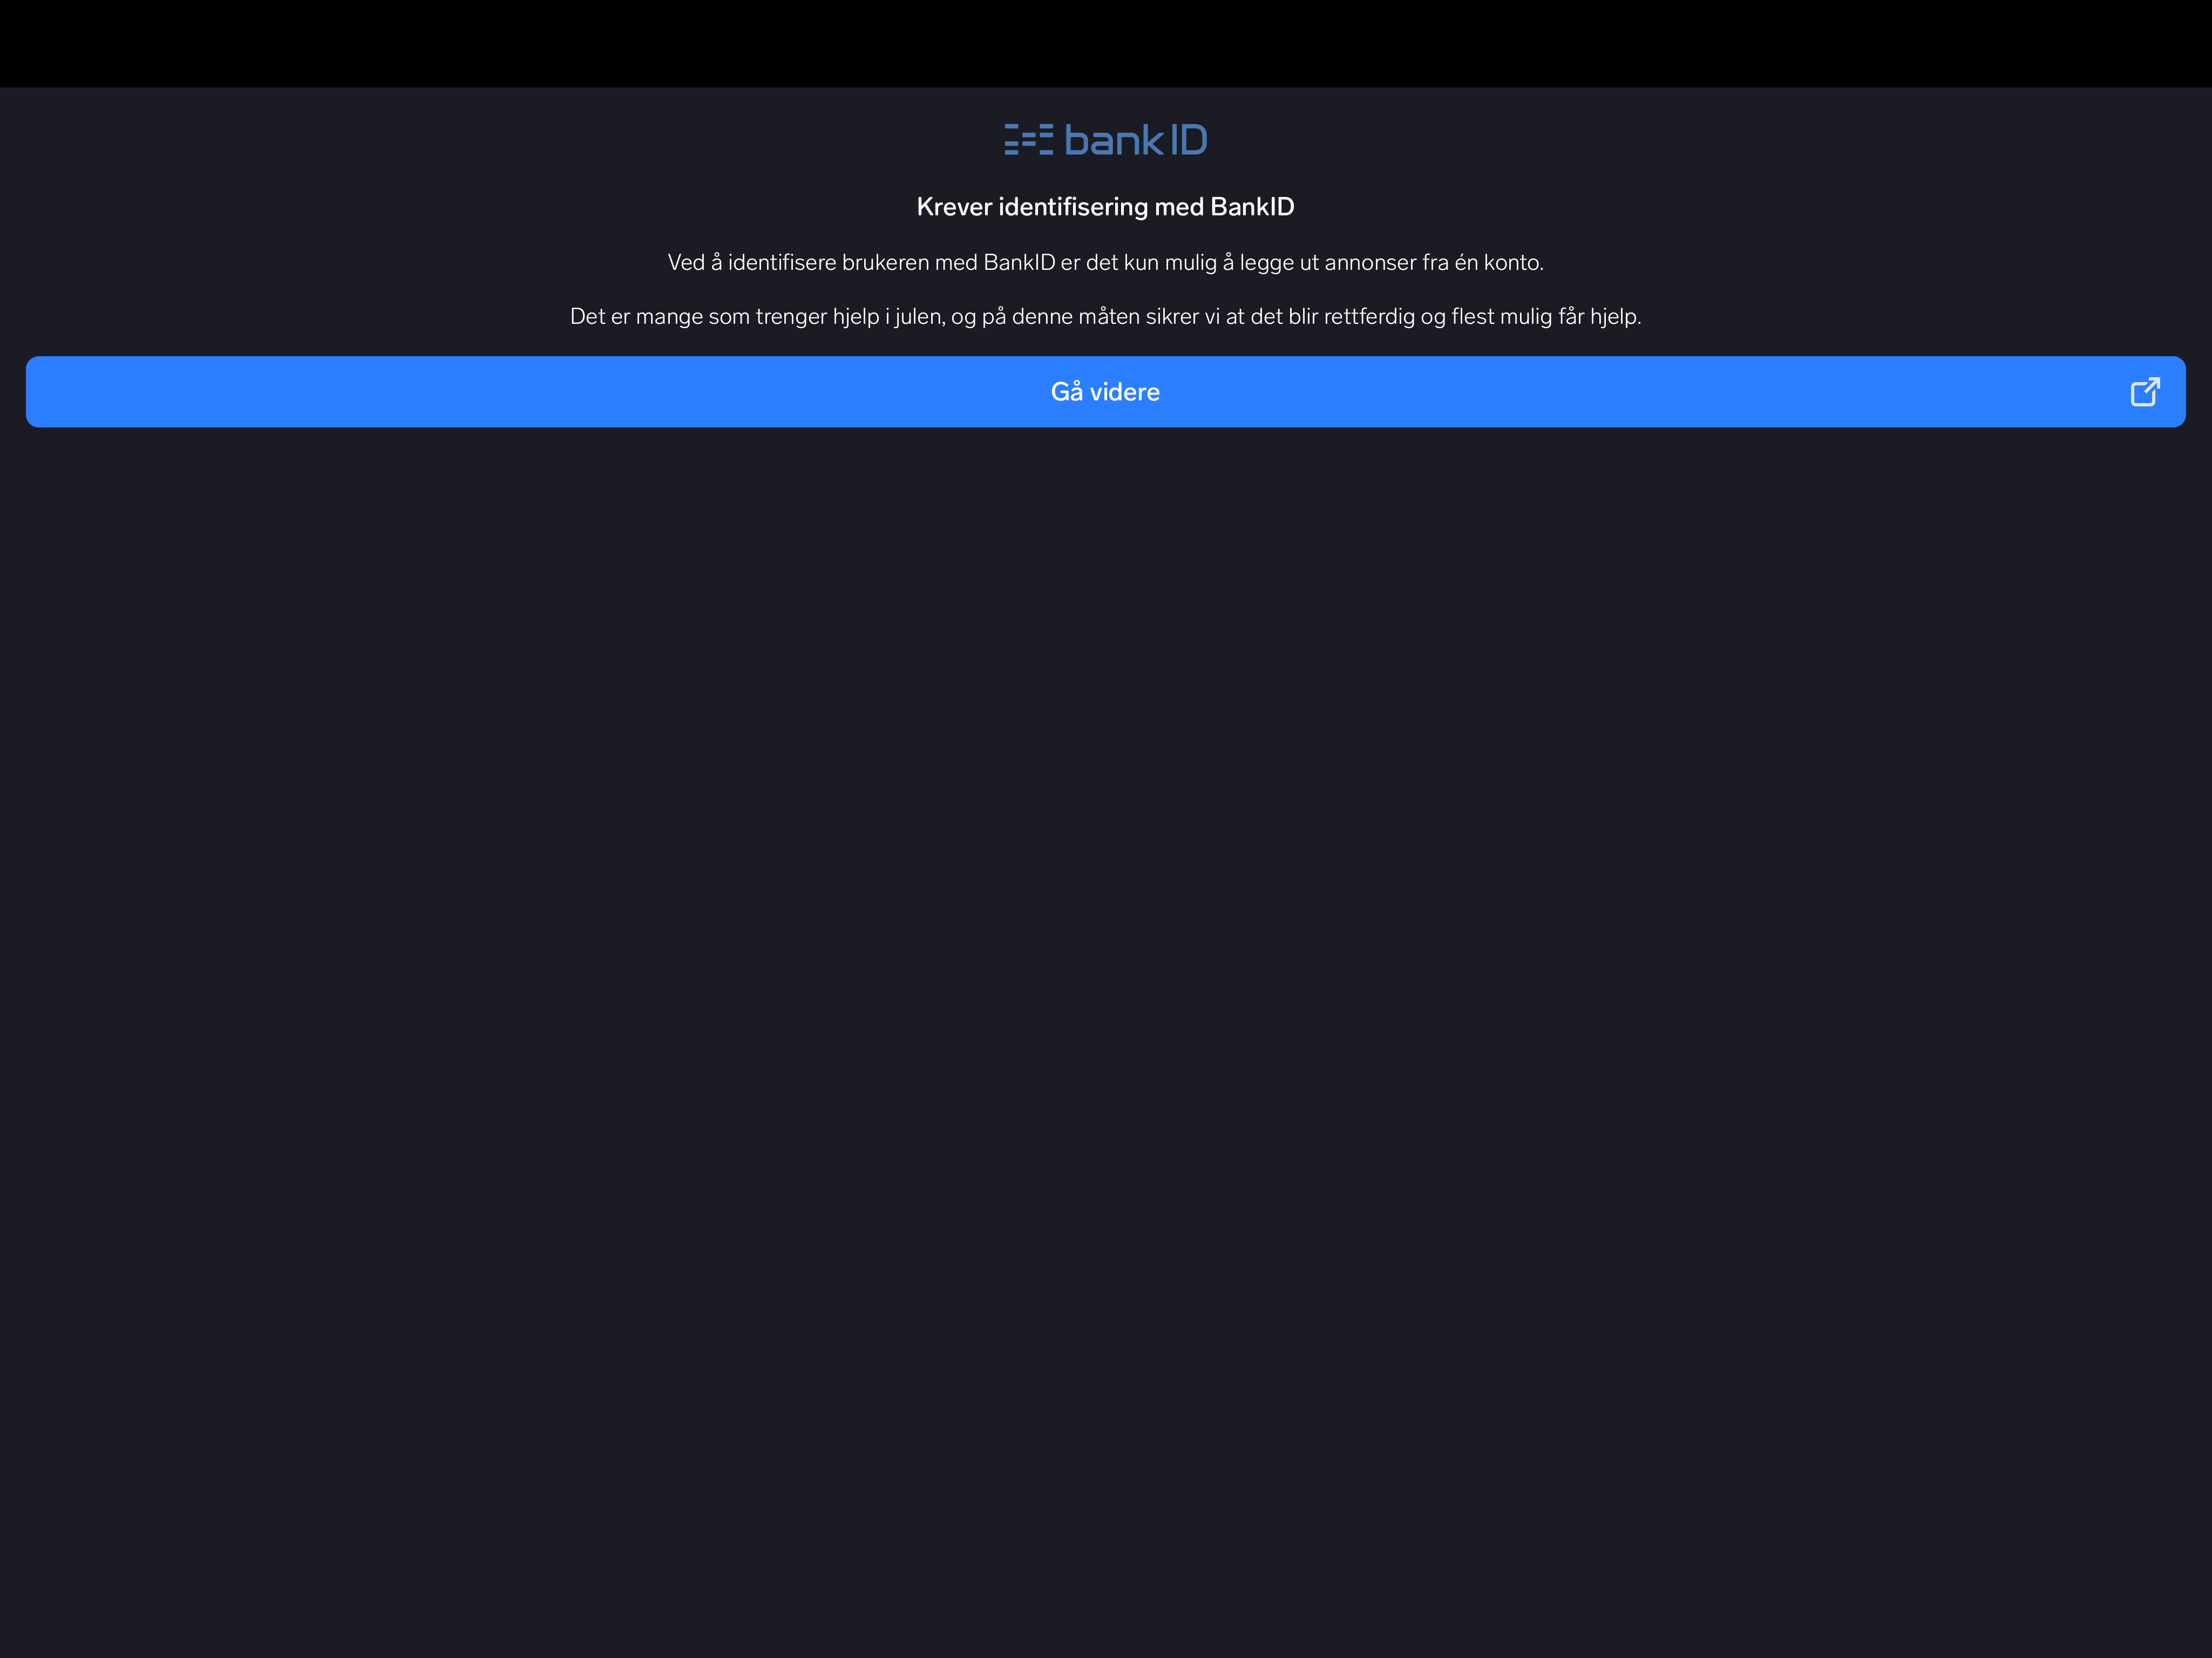 bankID
Krever identifisering med BankID
Ved å identifisere brukeren med BankID er det kun mulig å legge ut annonser fra én konto.
Det er mange som trenger hjelp i julen, og på denne måten sikrer vi at det blir rettferdig og flest mulig får hjelp.
Gå videre